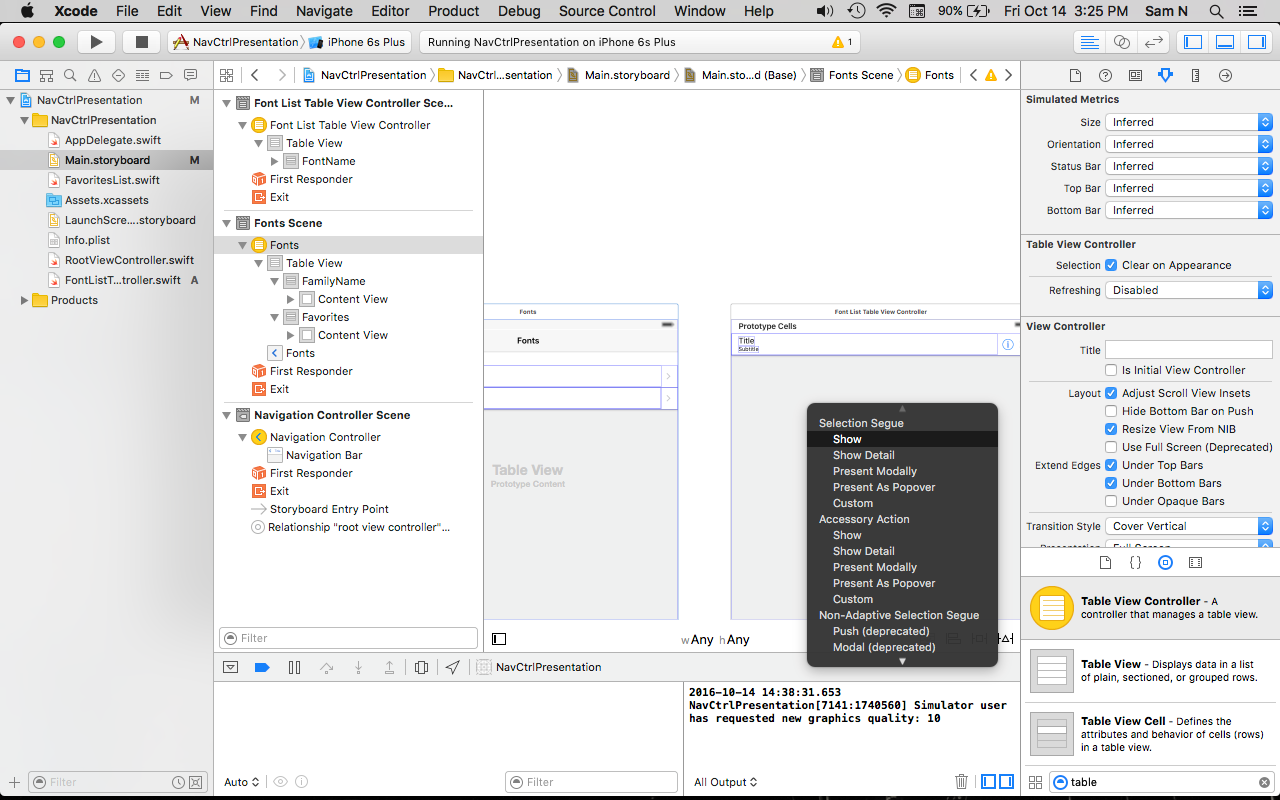 Xcode File Edit View Find Navigate Editor Product Debug Source Control Window Help 90% Fri Oct 14 3:25 PM Sam N
NavCtrlPresentation iPhone 6s Plus Running NavCtrlPresentation on iPhone 6s Plus 1
NavCtrlPresentation NavCtrl...sentation Main.storyboard Main.sto...d (Base) Fonts Scene Fonts
NavCtrlPresentation M
NavCtrlPresentation
AppDelegate.swift
Main.storyboard M
FavoritesList.swift
Assets.xcassets
LaunchScre....storyboard
Info.plist
RootViewController.swift
FontListT...troller.swift A
Products
Filter
Font List Table View Controller Sce...
Font List Table View Controller
Table View
FontName
First Responder
Exit
Fonts Scene
Fonts
Table View
FamilyName
Content View
Favorites
Content View
Fonts
First Responder
Exit
Navigation Controller Scene
Navigation Controller
Navigation Bar
First Responder
Exit
Storyboard Entry Point
Relationship "root view controller"...
Filter
Fonts
Fonts
Table View
Prototype Content
Font List Table View Controller
Prototype Cells
Title
Subtitle
Selection Segue
Show
Show Detail
Present Modally
Present As Popover
Custom
Accessory Action
Show
Show Detail
Present Modally
Present As Popover
Custom
Non-Adaptive Selection Segue
Push (deprecated)
Modal (deprecated)
wAny hAny
NavCtrlPresentation
2016-10-14 14:38:31.653
NavCtrlPresentation[7141:1740560] Simulator user
has requested new graphics quality: 10
Auto
Filter
All Output
Simulated Metrics
Size Inferred
Orientation Inferred
Status Bar Inferred
Top Bar Inferred
Bottom Bar Inferred
Table View Controller
Selection Clear on Appearance
Refreshing Disabled
View Controller
Title
Is Initial View Controller
Layout Adjust Scroll View Insets
Hide Bottom Bar on Push
Resize View From NIB
Use Full Screen (Deprecated)
Extend Edges Under Top Bars
Under Bottom Bars
Under Opaque Bars
Transition Style Cover Vertical
Presentation Full Screen
{}
Table View Controller - A
controller that manages a table view.
Table View - Displays data in a list
of plain, sectioned, or grouped rows.
Table View Cell - Defines the
attributes and behavior of cells (rows)
in a table view.
table